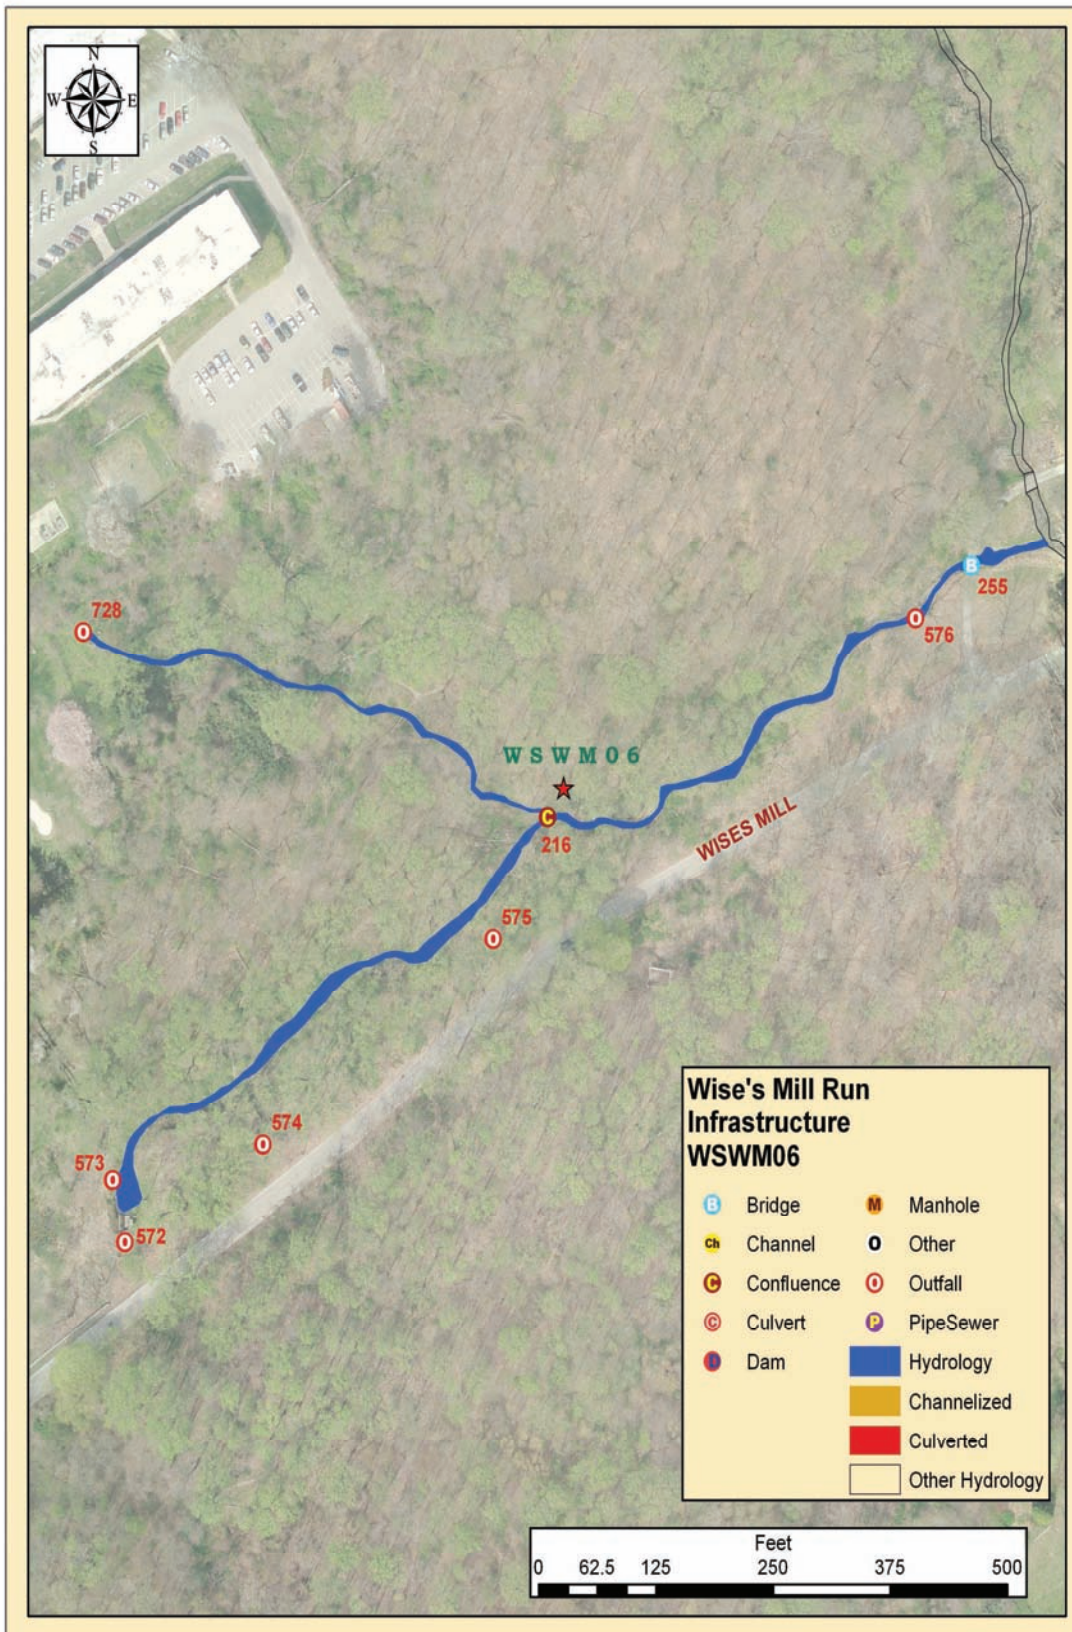 N
W E
S
728
B
255
O
O
576
WSWM06
C
216
WISES MILL
575
O
574
O
573
O
O 572
Wise's Mill Run
Infrastructure
WSWM06
B Bridge
M Manhole
Ch Channel
O Other
C Confluence
O Outfall
C Culvert
P PipeSewer
D Dam
Hydrology
Channelized
Culverted
Other Hydrology
Feet
0 62.5 125 250 375 500